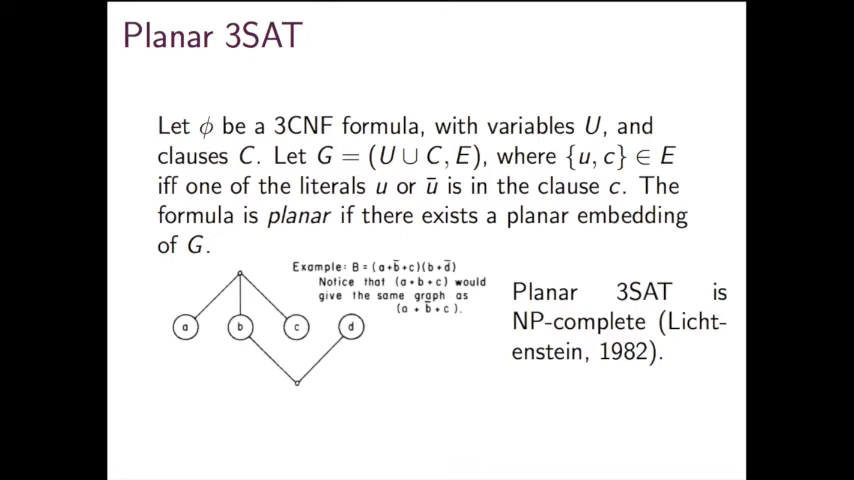 Planar 3SAT
Let ϕ be a 3CNF formula, with variables U, and
clauses C. Let G = (U ∪ C, E), where {u, c} ∈ E
iff one of the literals u or ū is in the clause c. The
formula is planar if there exists a planar embedding
of G.
Example: B = (a+b̄+c)(b+d̄)
Notice that (a+b+c) would
give the same graph as
(a + b̄ + c).
a b c d
Planar 3SAT is
NP-complete (Licht-
enstein, 1982).